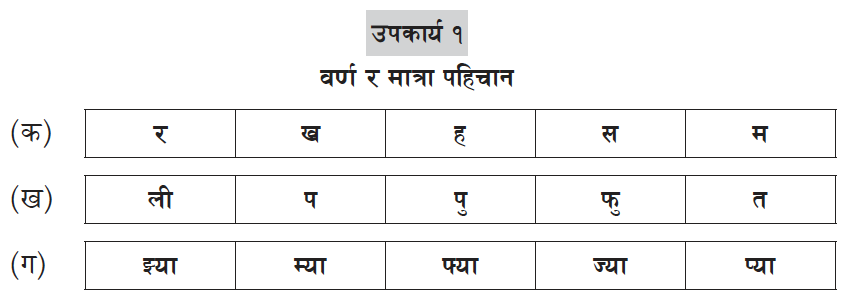 उपकार्य १
वर्ण र मात्रा पहिचान
(क) र ख ह स म
(ख) ली प पु फु त
(ग) झ्या म्या फ्या ज्या प्या